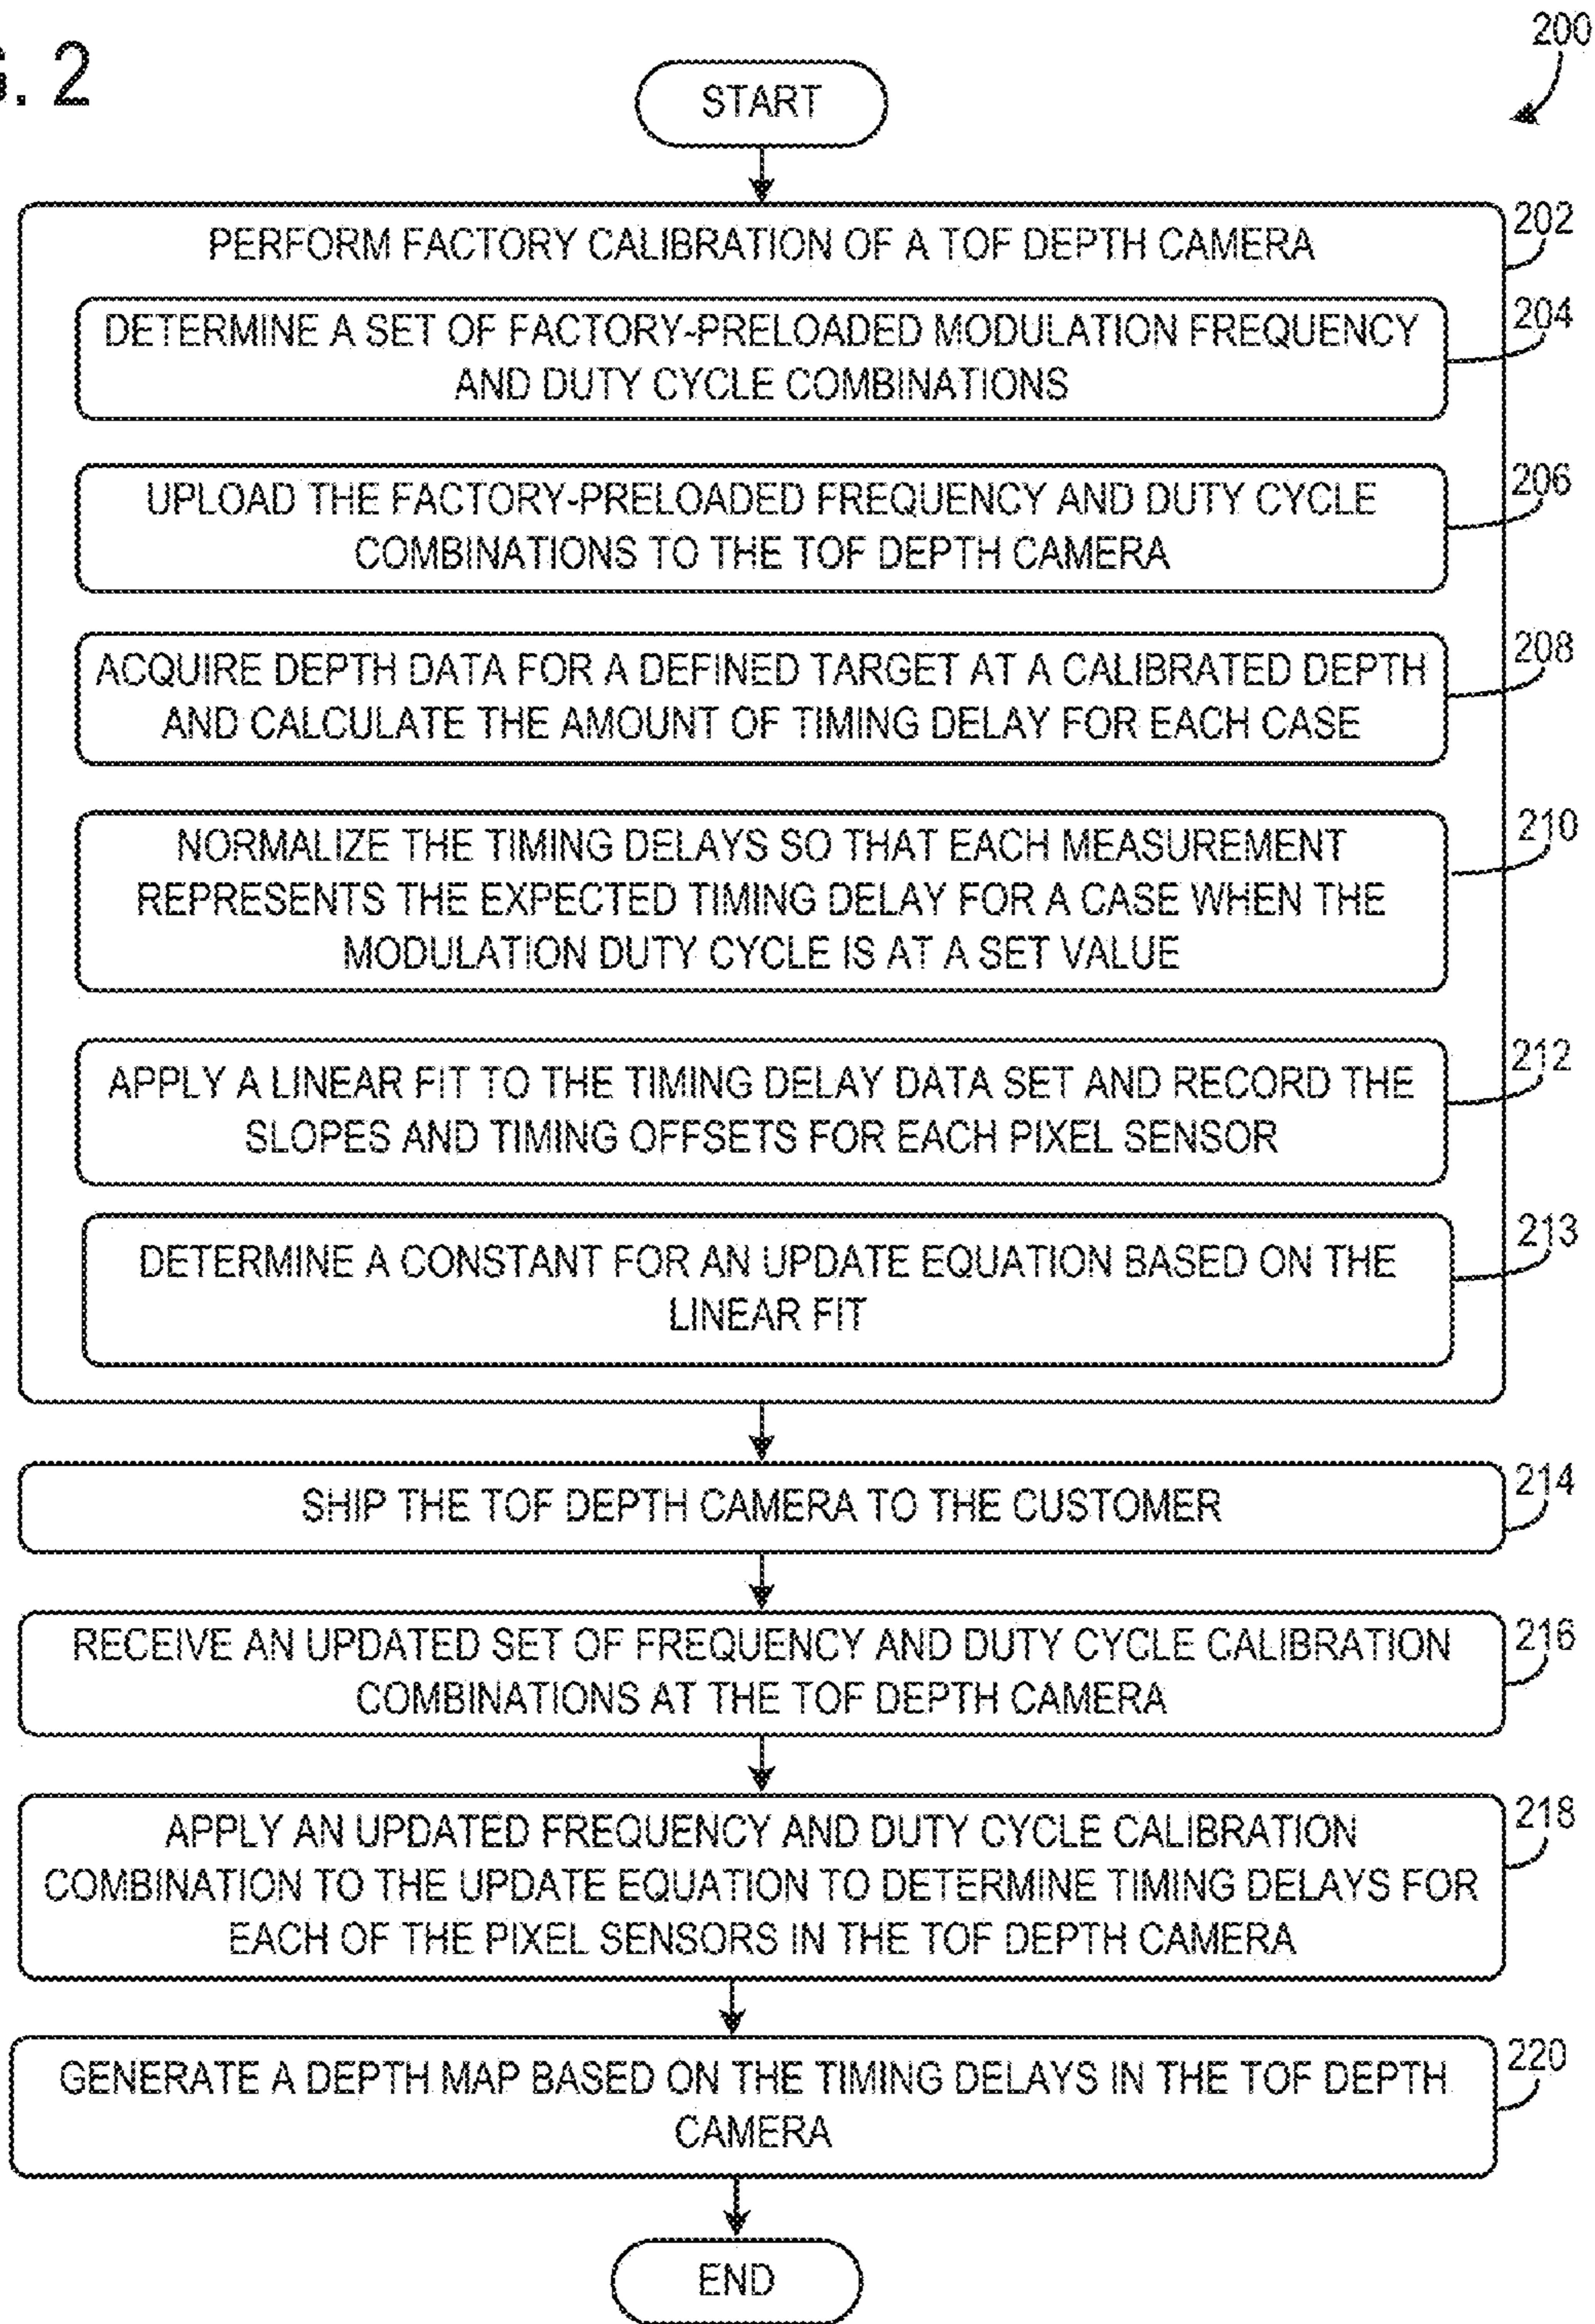 G. 2
200
START
202
PERFORM FACTORY CALIBRATION OF A TOF DEPTH CAMERA
204
DETERMINE A SET OF FACTORY-PRELOADED MODULATION FREQUENCY
AND DUTY CYCLE COMBINATIONS
206
UPLOAD THE FACTORY-PRELOADED FREQUENCY AND DUTY CYCLE
COMBINATIONS TO THE TOF DEPTH CAMERA
208
ACQUIRE DEPTH DATA FOR A DEFINED TARGET AT A CALIBRATED DEPTH
AND CALCULATE THE AMOUNT OF TIMING DELAY FOR EACH CASE
210
NORMALIZE THE TIMING DELAYS SO THAT EACH MEASUREMENT
REPRESENTS THE EXPECTED TIMING DELAY FOR A CASE WHEN THE
MODULATION DUTY CYCLE IS AT A SET VALUE
212
APPLY A LINEAR FIT TO THE TIMING DELAY DATA SET AND RECORD THE
SLOPES AND TIMING OFFSETS FOR EACH PIXEL SENSOR
213
DETERMINE A CONSTANT FOR AN UPDATE EQUATION BASED ON THE
LINEAR FIT
214
SHIP THE TOF DEPTH CAMERA TO THE CUSTOMER
216
RECEIVE AN UPDATED SET OF FREQUENCY AND DUTY CYCLE CALIBRATION
COMBINATIONS AT THE TOF DEPTH CAMERA
218
APPLY AN UPDATED FREQUENCY AND DUTY CYCLE CALIBRATION
COMBINATION TO THE UPDATE EQUATION TO DETERMINE TIMING DELAYS FOR
EACH OF THE PIXEL SENSORS IN THE TOF DEPTH CAMERA
220
GENERATE A DEPTH MAP BASED ON THE TIMING DELAYS IN THE TOF DEPTH
CAMERA
END